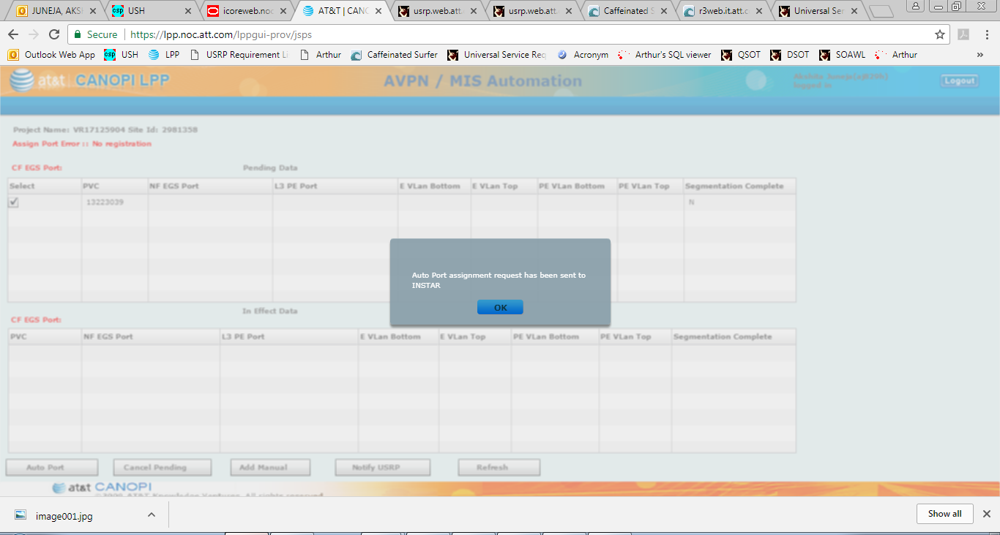 JUNEJA, AKSH
USH
icoreweb.noc
AT&T | CANC
usrp.web.att.
usrp.web.att.
Caffeinated S
r3web.it.att.c
Universal Ser
Secure https://lpp.noc.att.com/lppgui-prov/jsps
Outlook Web App USH LPP USRP Requirement Li Arthur Caffeinated Surfer Universal Service Req Acronym Arthur's SQL viewer QSOT DSOT SOAWL Arthur »
at&t CANOPI LPP
AVPN / MIS Automation
logged in
Logout
Project Name: VR17125904 Site Id: 2981358
Assign Port Error :: No registration
CF EGS Port: Pending Data
Select PVC NF EGS Port L3 PE Port E VLan Bottom E VLan Top PE VLan Bottom PE VLan Top Segmentation Complete
13223039 N
Auto Port assignment request has been sent to
INSTAR
OK
In Effect Data
CF EGS Port:
PVC NF EGS Port L3 PE Port E VLan Bottom E VLan Top PE VLan Bottom PE VLan Top Segmentation Complete
Auto Port Cancel Pending Add Manual Notify USRP Refresh
at&t CANOPI
AT&T Knowledge Ventures. All rights reserved
image001.jpg
Show all